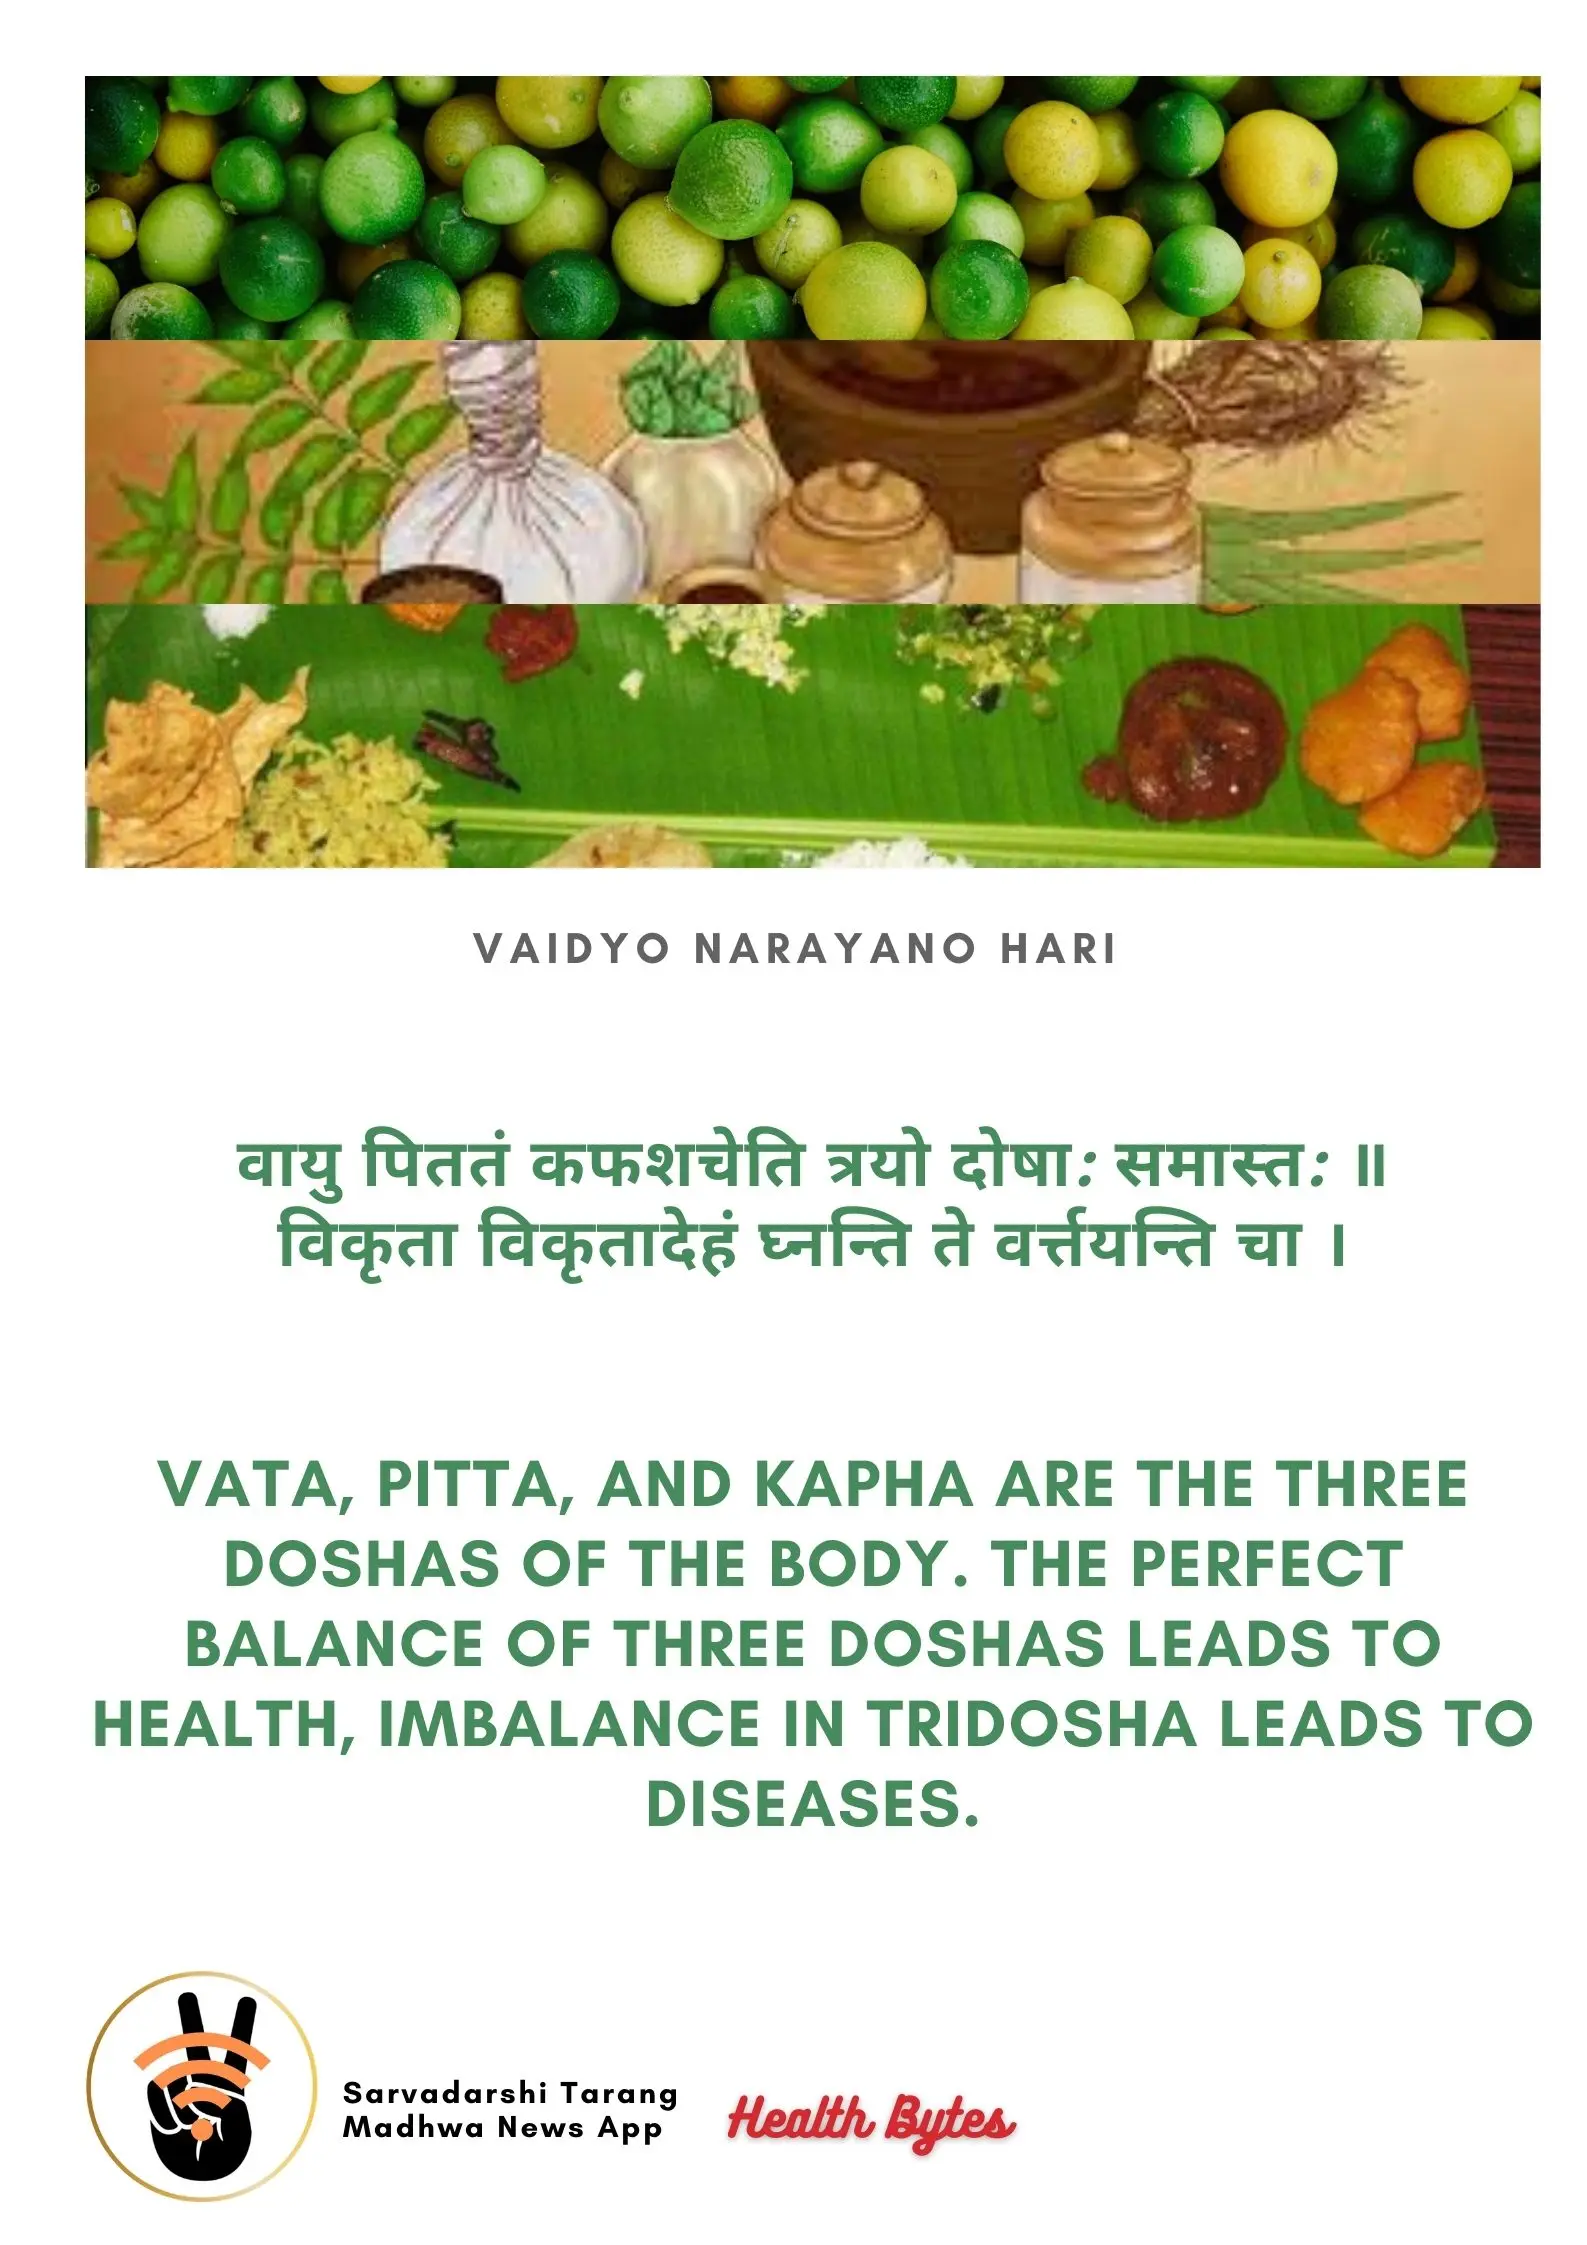 VAIDYO NARAYANO HARI
वायु पिततं कफशचेति त्रयो दोषाः समास्तः ॥
विकृता विकृतादेहं घ्नन्ति ते वर्त्तयन्ति चा ।
VATA, PITTA, AND KAPHA ARE THE THREE
DOSHAS OF THE BODY. THE PERFECT
BALANCE OF THREE DOSHAS LEADS TO
HEALTH, IMBALANCE IN TRIDOSHA LEADS TO
DISEASES.
Sarvadarshi Tarang
Madhwa News App
Health Bytes